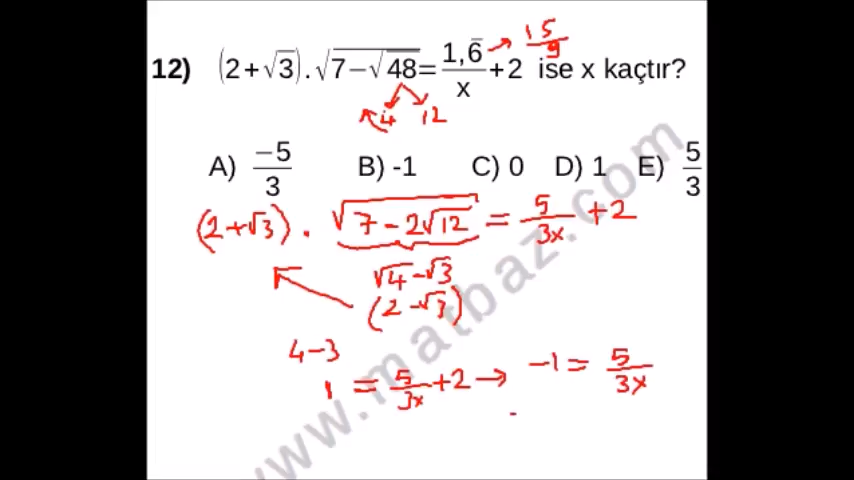 15/9
12) (2+√3).√(7−√48)=1,6̅/x+2 ise x kaçtır?
4 12
A) −5/3 B) -1 C) 0 D) 1 E) 5/3
(2+√3) . √(7−2√12) = 5/3x +2
√4−√3
(2−√3)
4−3
1 = 5/3x +2 → −1 = 5/3x
www.matbaz.com